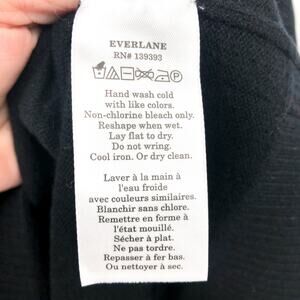 EVERLANE
RN# 139393
Hand wash cold
with like colors.
Non-chlorine bleach only.
Reshape when wet.
Lay flat to dry.
Do not wring.
Cool iron. Or dry clean.
Laver à la main à
l'eau froide
avec couleurs similaires.
Blanchir sans chlore.
Remettre en forme à
l'état mouillé.
Sécher à plat.
Ne pas tordre.
Repasser à fer bas.
Ou nettoyer à sec.